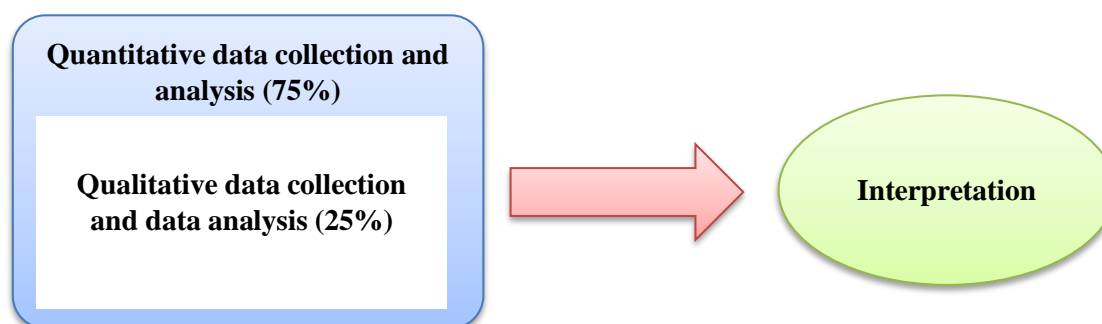 Quantitative data collection and
analysis (75%)
Qualitative data collection
and data analysis (25%)
Interpretation